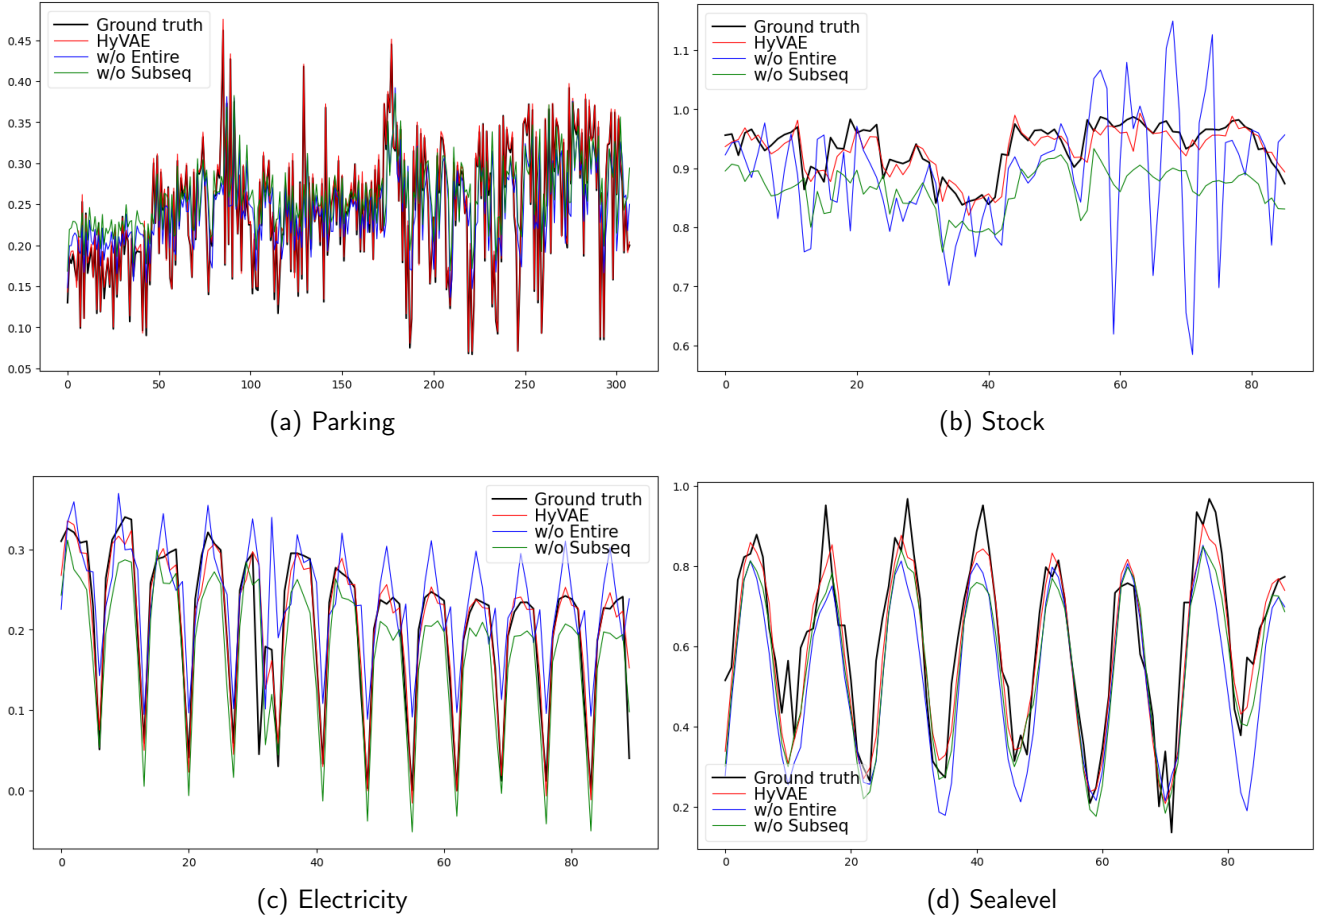 Ground truth
HyVAE
w/o Entire
w/o Subseq
0.45
0.40
0.35
0.30
0.25
0.20
0.15
0.10
0.05
0 50 100 150 200 250 300
(a) Parking
Ground truth
HyVAE
w/o Entire
w/o Subseq
1.1
1.0
0.9
0.8
0.7
0.6
0 20 40 60 80
(b) Stock
Ground truth
HyVAE
w/o Entire
w/o Subseq
0.3
0.2
0.1
0.0
0 20 40 60 80
(c) Electricity
1.0
0.8
0.6
0.4
0.2
Ground truth
HyVAE
w/o Entire
w/o Subseq
0 20 40 60 80
(d) Sealevel